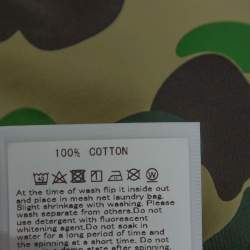 100% COTTON
At the time of wash flip it inside out
and place in mesh net laundry bag.
Slight shrinkage with washing. Please
wash separate from others.Do not
use detergent with fluorescent
whitening agent.Do not soak in
water for a long period of time and
the spinning at a short time. Do not